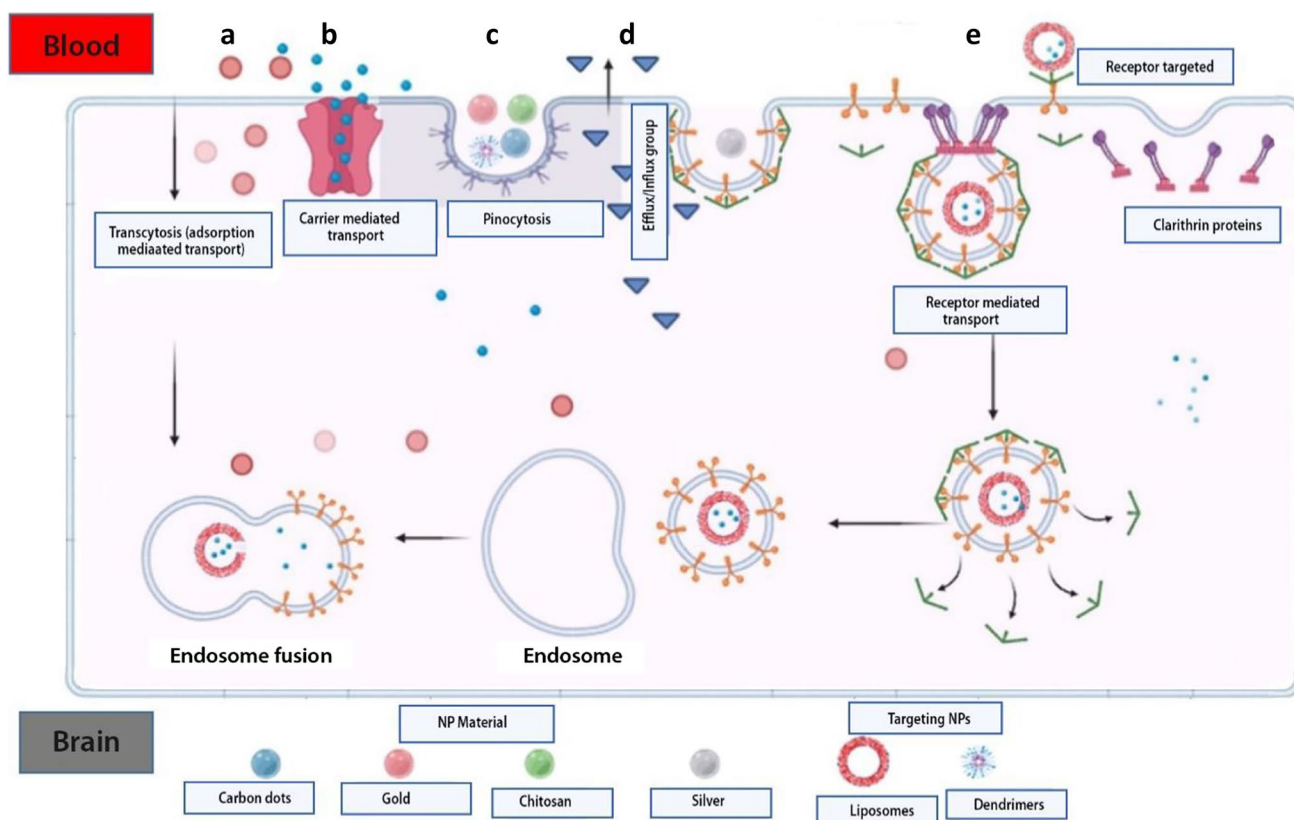 Blood
a
b
c
d
e
Receptor targeted
Efflux/Influx group
Transcytosis (adsorption
mediaated transport)
Carrier mediated
transport
Pinocytosis
Clarithrin proteins
Receptor mediated
transport
Endosome fusion
Endosome
Brain
NP Material
Targeting NPs
Carbon dots
Gold
Chitosan
Silver
Liposomes
Dendrimers